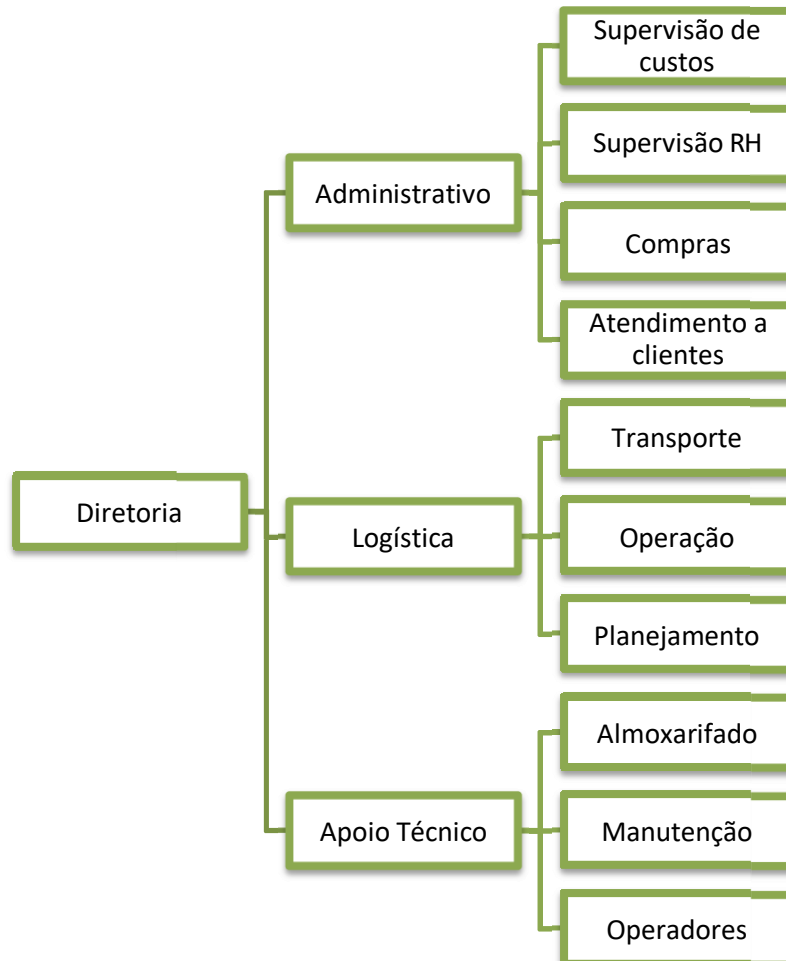 Supervisão de
custos
Supervisão RH
Administrativo
Compras
Atendimento a
clientes
Transporte
Diretoria
Logística
Operação
Planejamento
Almoxarifado
Apoio Técnico
Manutenção
Operadores